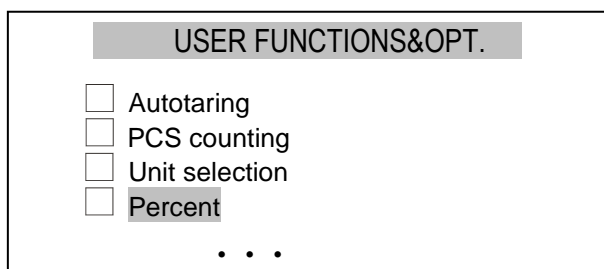 USER FUNCTIONS&OPT.
Autotaring
PCS counting
Unit selection
Percent
. . .